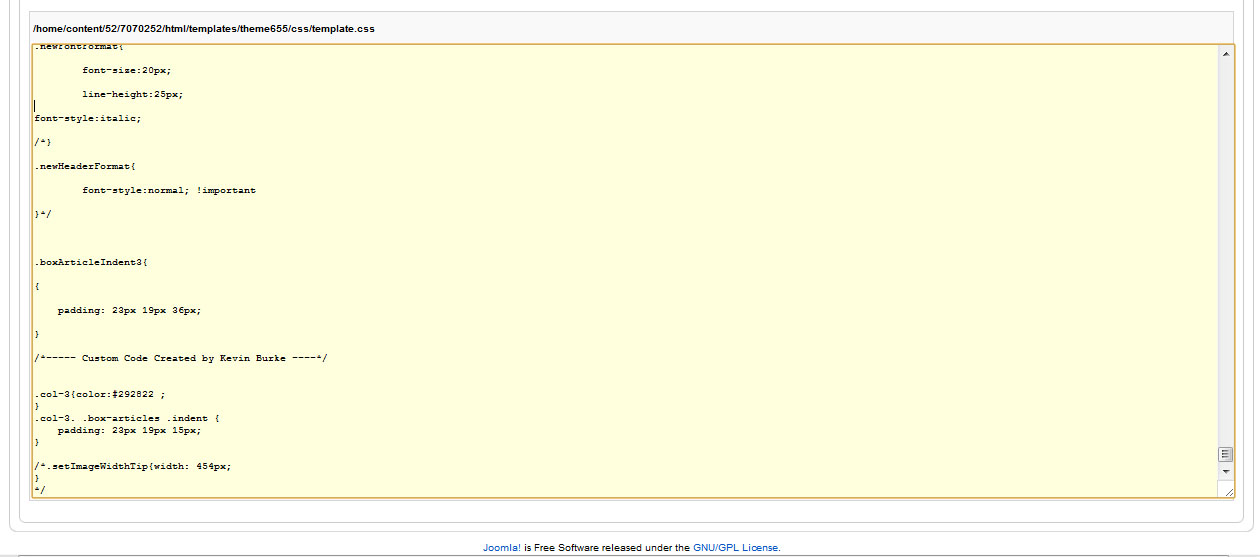 /home/content/52/7070252/html/templates/theme655/css/template.css
.newfontformat{
font-size:20px;
line-height:25px;
font-style:italic;
/*}
.newHeaderFormat{
font-style:normal; !important
}*/
.boxArticleIndent3{
{
padding: 23px 19px 36px;
}
/*----- Custom Code Created by Kevin Burke ----*/
.col-3{color:#292822 ;
}
.col-3. .box-articles .indent {
padding: 23px 19px 15px;
}
/*.setImageWidthTip{width: 454px;
}
*/
Joomla! is Free Software released under the GNU/GPL License.